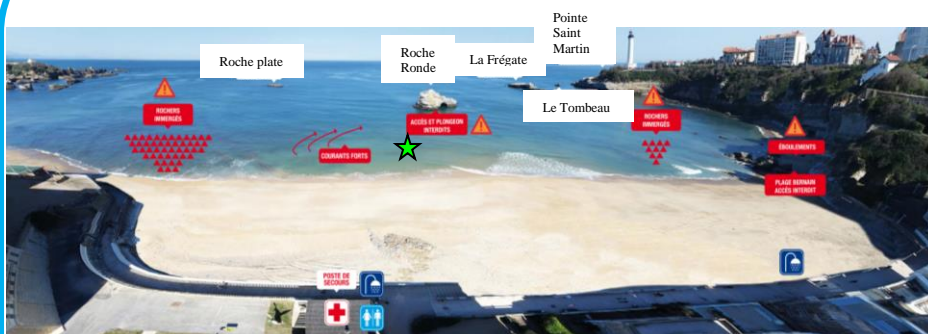 Pointe
Saint
Martin
Roche plate
Roche
Ronde
La Frégate
Le Tombeau
ROCHERS
IMMERGÉS
ACCÈS ET PLONGEON
INTERDITS
ROCHERS
IMMERGÉS
COURANTS FORTS
ÉBOULEMENTS
PLAGE BERNAIN
ACCÈS INTERDIT
POSTE DE
SECOURS